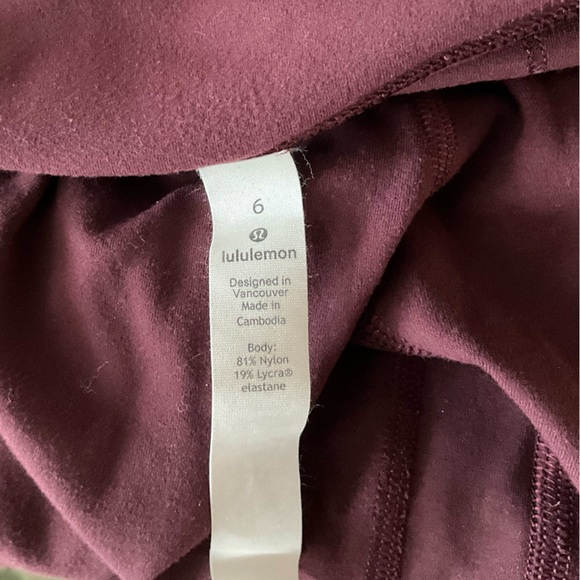 6
lululemon
Designed in
Vancouver
Made in
Cambodia
Body:
81% Nylon
19% Lycra®
elastane